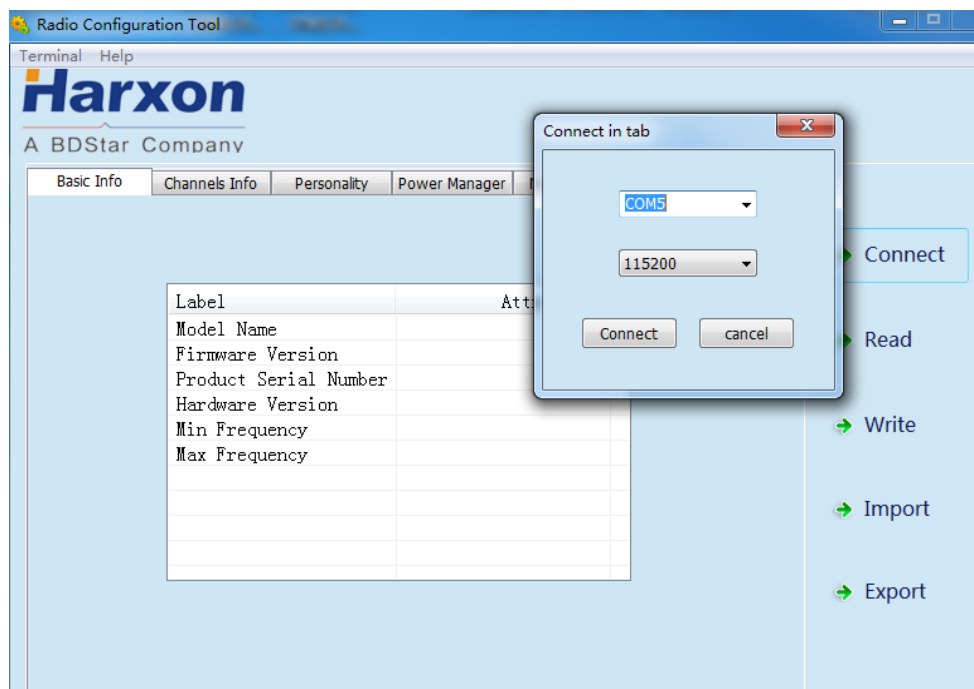 Radio Configuration Tool
Terminal Help
Harxon
A BDStar Company
Basic Info Channels Info Personality Power Manager
Connect in tab
COM5
115200
Connect cancel
Label Att
Model Name
Firmware Version
Product Serial Number
Hardware Version
Min Frequency
Max Frequency
Connect
Read
Write
Import
Export